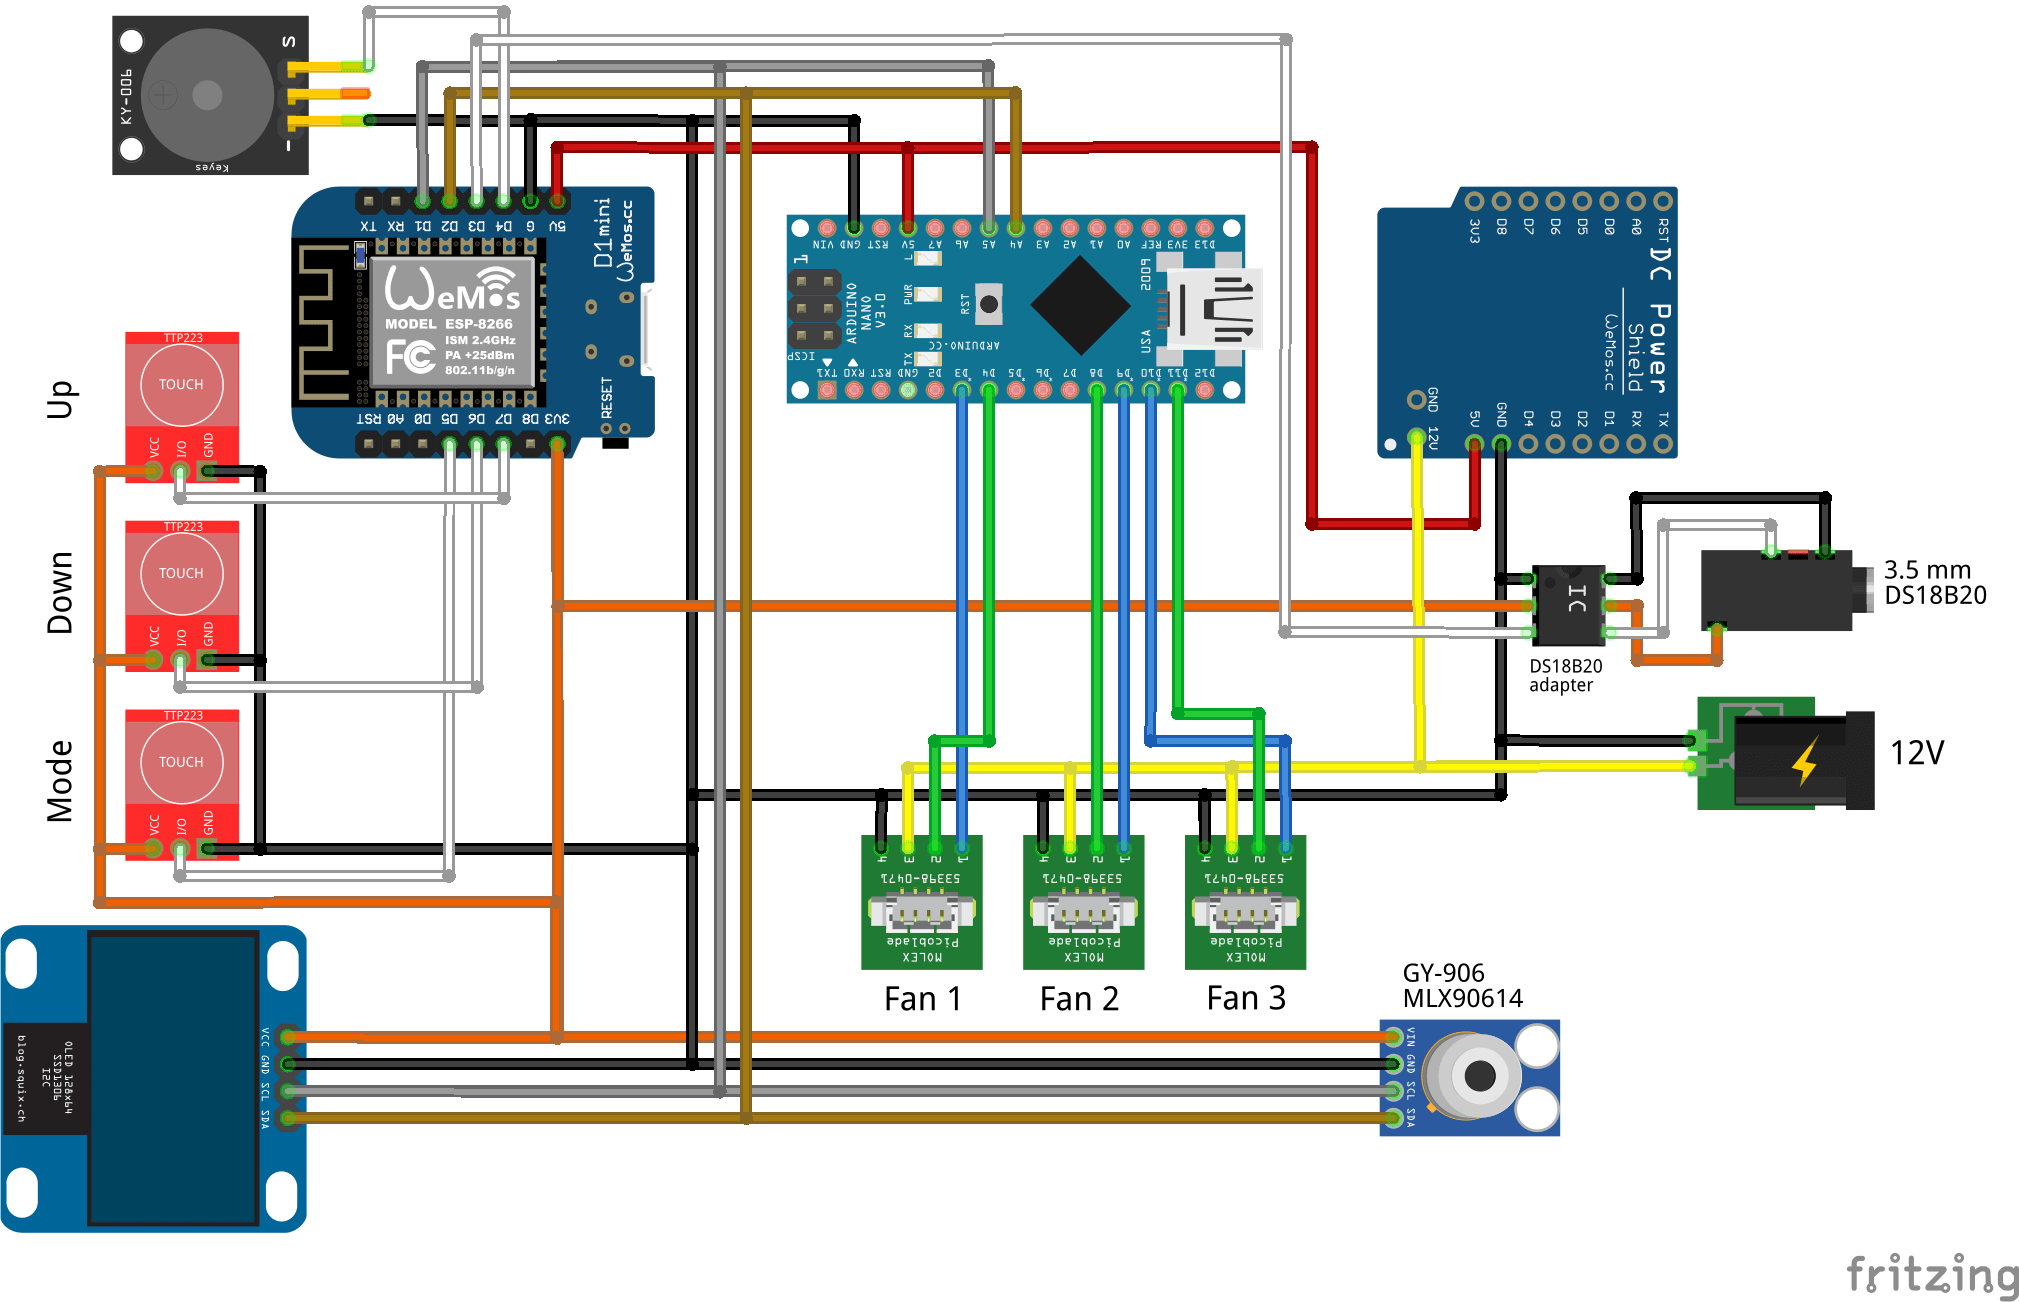 S
KY-006
-
Keyes
TX RX D1 D2 D3 D4 G 5V
D1 mini
WeMos.cc
WeMos
MODEL ESP-8266
ISM 2.4GHz
PA +25dBm
802.11b/g/n
FC
RST A0 D0 D5 D6 D7 D8 3V3
RESET
VIN GND RST 5V A7 A6 A5 A4 A3 A2 A1 A0 REF 3V3 D13
1
L
PWR
RX
TX
ICSP
ARDUINO
NANO
V3.0
RST
ARDUINO.CC
USA
TX1 RX0 RST GND D2 D3 D4 D5 D6 D7 D8 D9 D10 D11 D12
3V3 D8 D7 D6 D5 D0 A0 RST
DC Power
Shield
WeMos.cc
GND
12V
5V GND D4 D3 D2 D1 RX TX
Up
TTP223
TOUCH
VCC I/O GND
Down
TTP223
TOUCH
VCC I/O GND
Mode
TTP223
TOUCH
VCC I/O GND
IC
DS18B20
adapter
3.5 mm
DS18B20
12V
4 3 2 1
53398-0471
Picoblade
MOLEX
Fan 1
4 3 2 1
53398-0471
Picoblade
MOLEX
Fan 2
4 3 2 1
53398-0471
Picoblade
MOLEX
Fan 3
GY-906
MLX90614
VIN
GND
SCL
SDA
VCC
GND
SCL
SDA
OLED 128x64
SSD1306
I2C
blog.squix.ch
fritzing